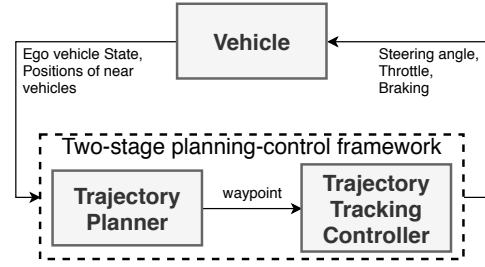 Vehicle
Ego vehicle State,
Positions of near
vehicles
Steering angle,
Throttle,
Braking
Two-stage planning-control framework
Trajectory
Planner
waypoint
Trajectory
Tracking
Controller